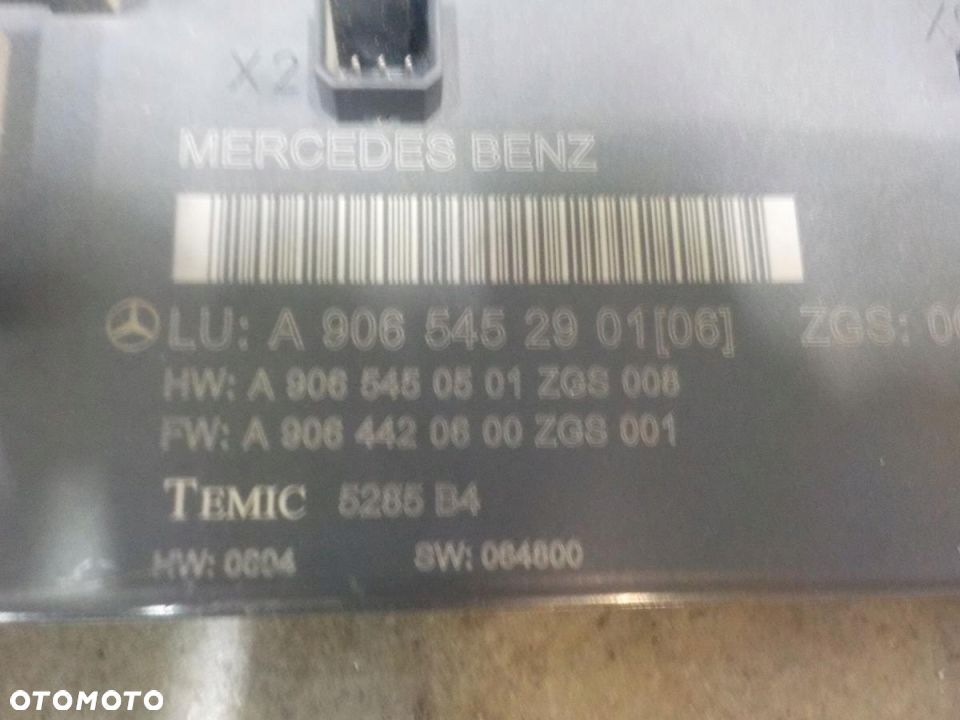 X2
MERCEDES BENZ
LU: A 906 545 29 01[06] ZGS:
HW: A 906 545 05 01 ZGS 008
FW: A 906 442 06 00 ZGS 001
TEMIC 5285 B4
HW: 0604 SW: 064800
OTOMOTO